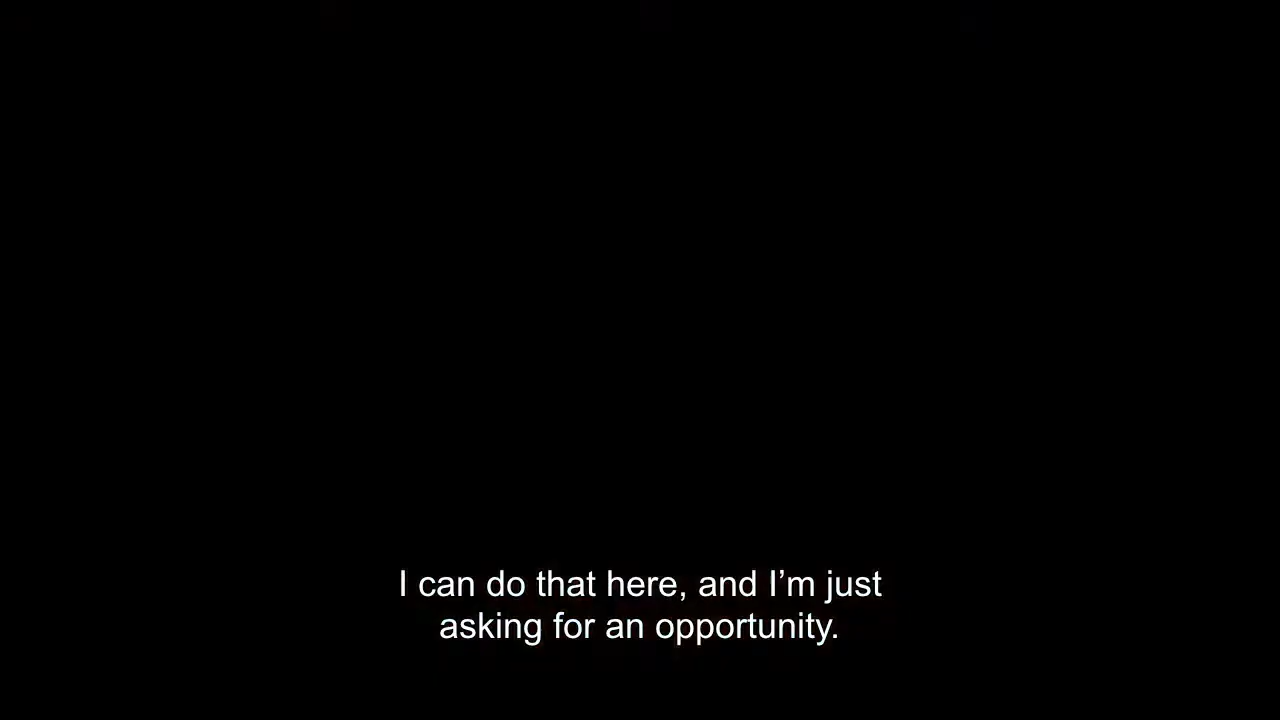 I can do that here, and I’m just
asking for an opportunity.